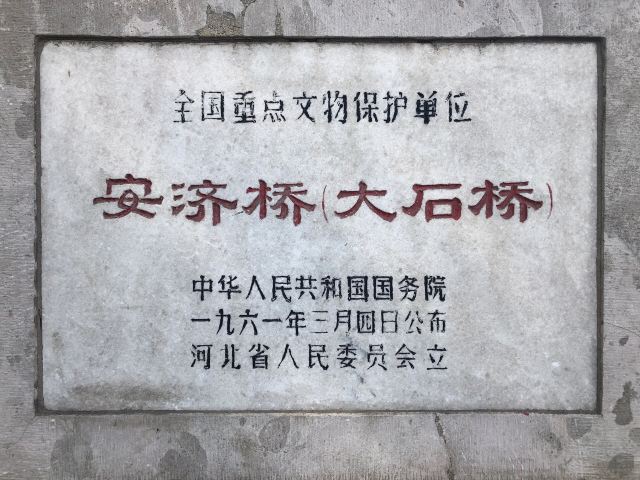 全国重点文物保护单位
安济桥(大石桥)
中华人民共和国国务院
一九六一年三月四日公布
河北省人民委员会立